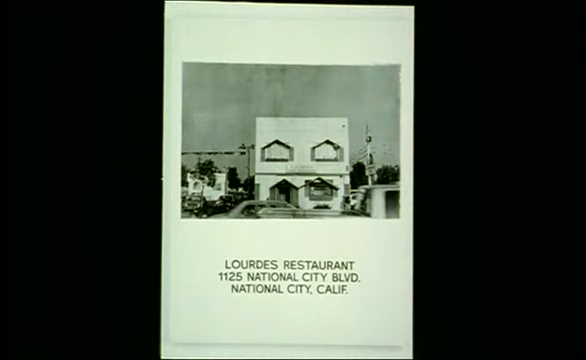 LOURDES RESTAURANT
1125 NATIONAL CITY BLVD.
NATIONAL CITY, CALIF.